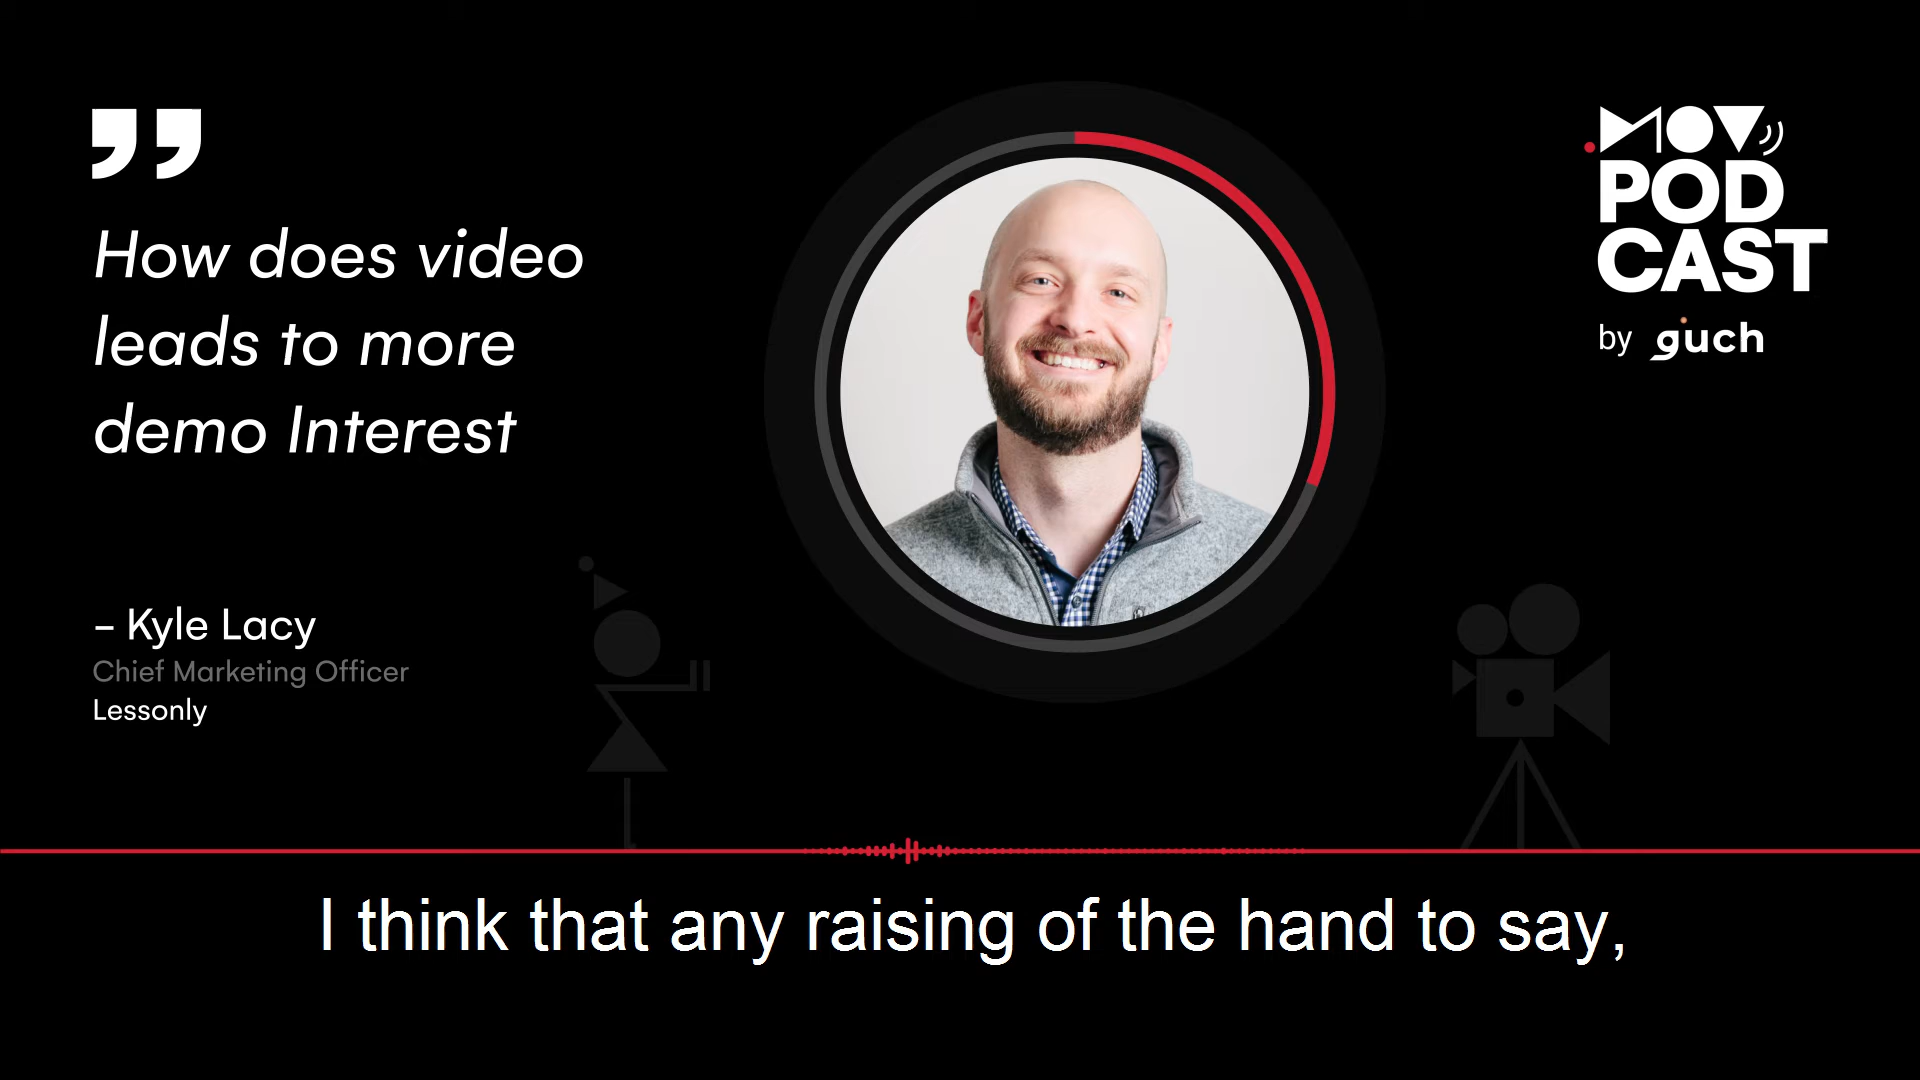 ”
How does video
leads to more
demo Interest
– Kyle Lacy
Chief Marketing Officer
Lessonly
MOV
POD
CAST
by guch
I think that any raising of the hand to say,